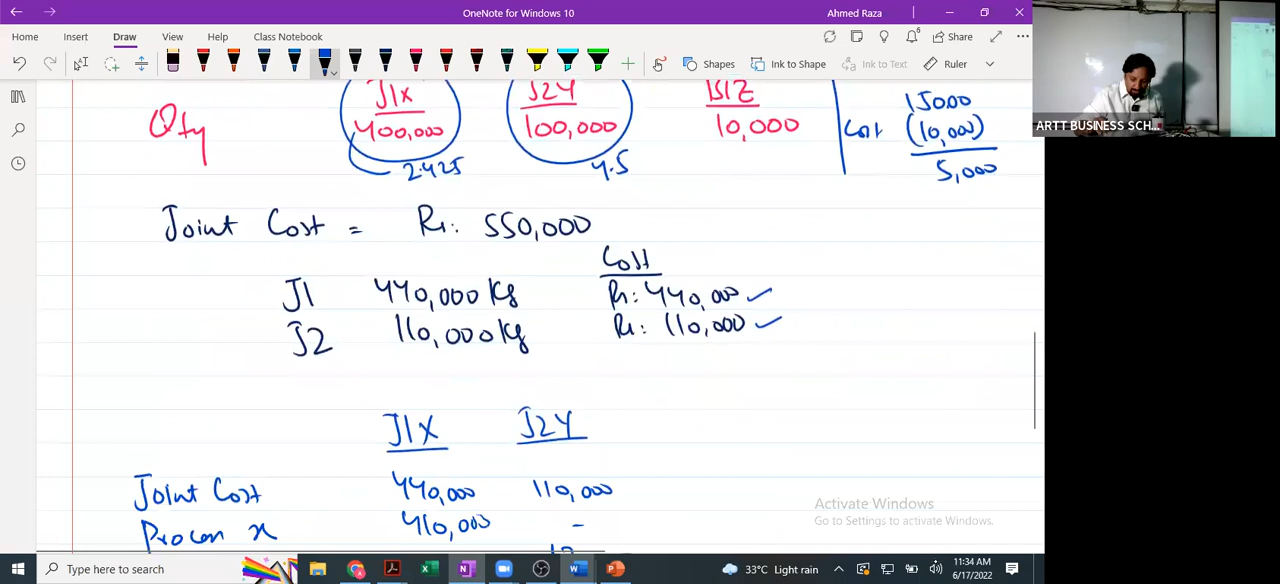 OneNote for Windows 10
Ahmed Raza
Home Insert Draw View Help Class Notebook
Share
Shapes Ink to Shape Ink to Text Ruler
ARTT BUSINESS SCH...
J1X J2Y B1Z
Qty 400,000 100,000 10,000
2.425 4.5
15000
Cost (10,000)
5,000
Joint Cost = Rs: 550,000
Cost
J1 440,000 Kg Rs: 440,000 ✓
J2 110,000 Kg Rs: 110,000 ✓
J1X J2Y
Joint Cost 440,000 110,000
Process x 410,000 -
Activate Windows
Go to Settings to activate Windows.
Type here to search
33°C Light rain
11:34 AM
6/17/2022